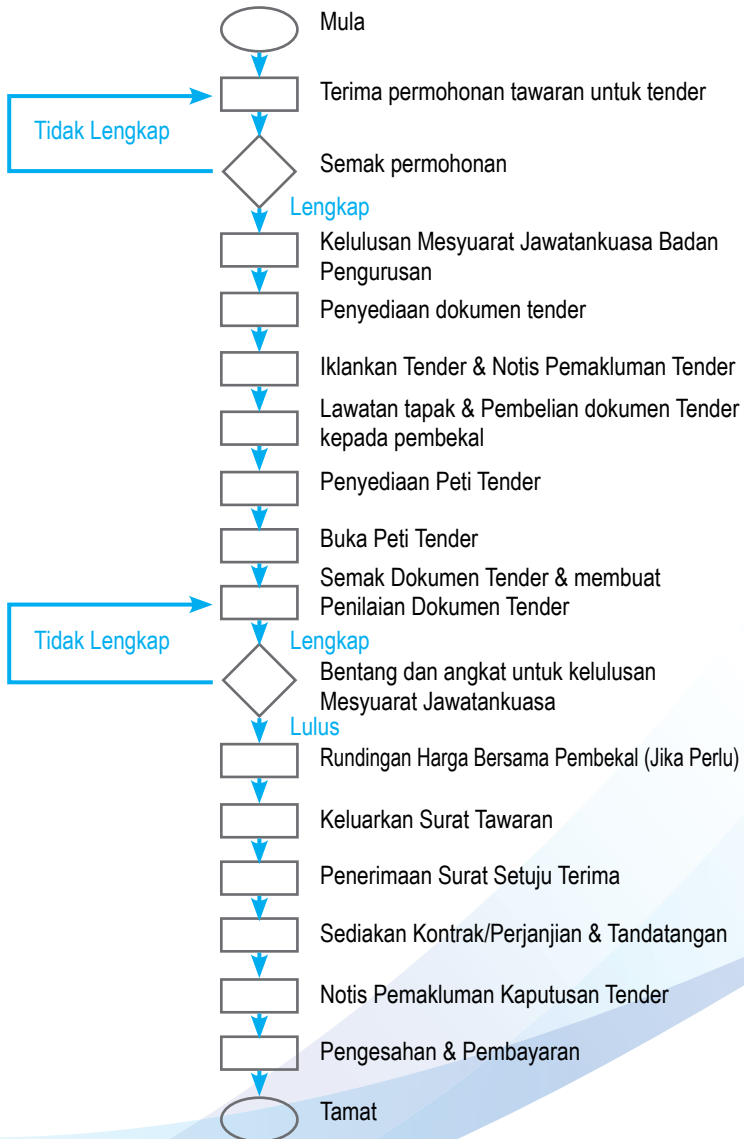 Mula
Terima permohonan tawaran untuk tender
Tidak Lengkap
Semak permohonan
Lengkap
Kelulusan Mesyuarat Jawatankuasa Badan
Pengurusan
Penyediaan dokumen tender
Iklankan Tender & Notis Pemakluman Tender
Lawatan tapak & Pembelian dokumen Tender
kepada pembekal
Penyediaan Peti Tender
Buka Peti Tender
Semak Dokumen Tender & membuat
Penilaian Dokumen Tender
Tidak Lengkap
Lengkap
Bentang dan angkat untuk kelulusan
Mesyuarat Jawatankuasa
Lulus
Rundingan Harga Bersama Pembekal (Jika Perlu)
Keluarkan Surat Tawaran
Penerimaan Surat Setuju Terima
Sediakan Kontrak/Perjanjian & Tandatangan
Notis Pemakluman Kaputusan Tender
Pengesahan & Pembayaran
Tamat